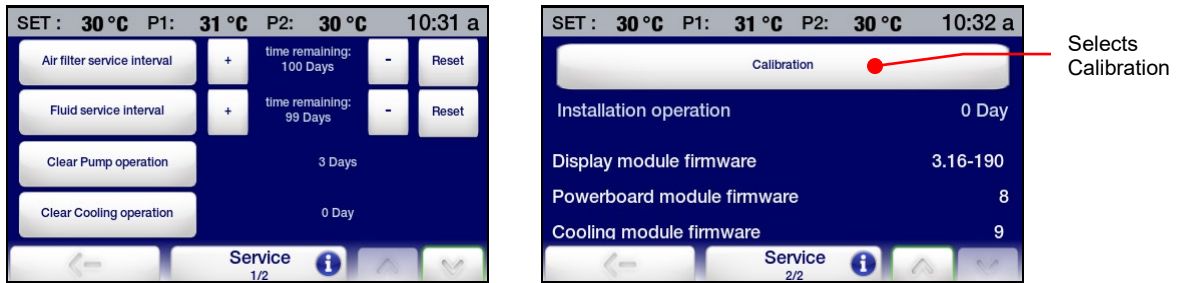 SET : 30 °C P1: 31 °C P2: 30 °C 10:31 a
Air filter service interval + time remaining: 100 Days - Reset
Fluid service interval + time remaining: 99 Days - Reset
Clear Pump operation 3 Days
Clear Cooling operation 0 Day
Service
1/2
SET : 30 °C P1: 31 °C P2: 30 °C 10:32 a
Calibration
Installation operation 0 Day
Display module firmware 3.16-190
Powerboard module firmware 8
Cooling module firmware 9
Service
2/2
Selects
Calibration